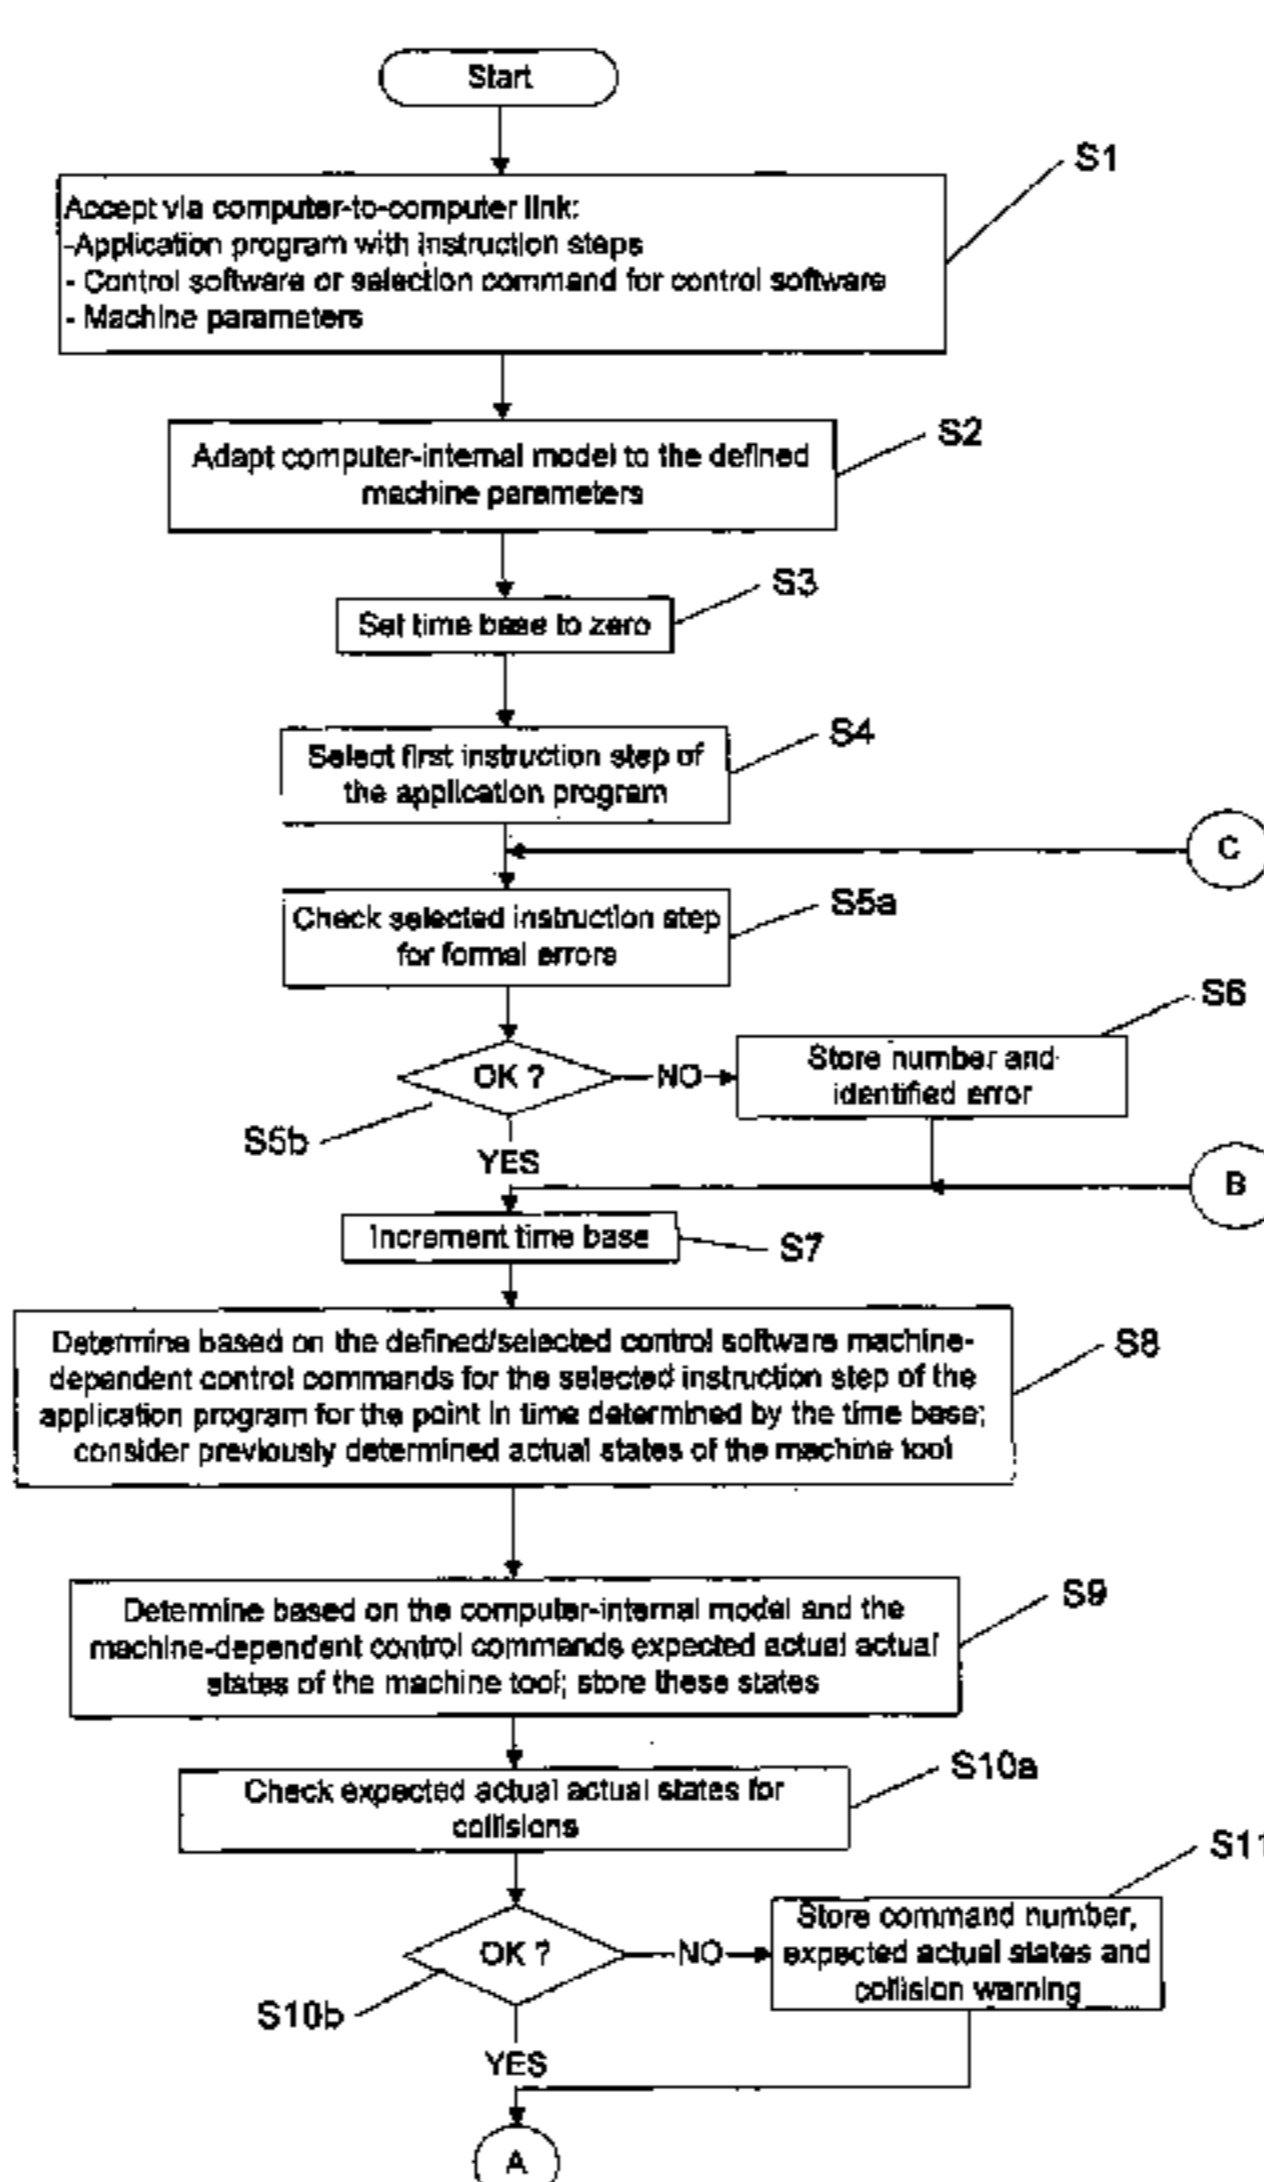 Start
S1
Accept via computer-to-computer link:
-Application program with instruction steps
- Control software or selection command for control software
- Machine parameters
S2
Adapt computer-internal model to the defined
machine parameters
S3
Set time base to zero
S4
Select first instruction step of
the application program
C
S5a
Check selected instruction step
for formal errors
S6
OK ?
NO
Store number and
identified error
S5b
YES
B
Increment time base
S7
Determine based on the defined/selected control software machine-
dependent control commands for the selected instruction step of the
application program for the point in time determined by the time base;
consider previously determined actual states of the machine tool
S8
Determine based on the computer-internal model and the
machine-dependent control commands expected actual actual
states of the machine tool; store these states
S9
Check expected actual actual states for
collisions
S10a
S11
OK ?
NO
Store command number,
expected actual states and
collision warning
S10b
YES
A